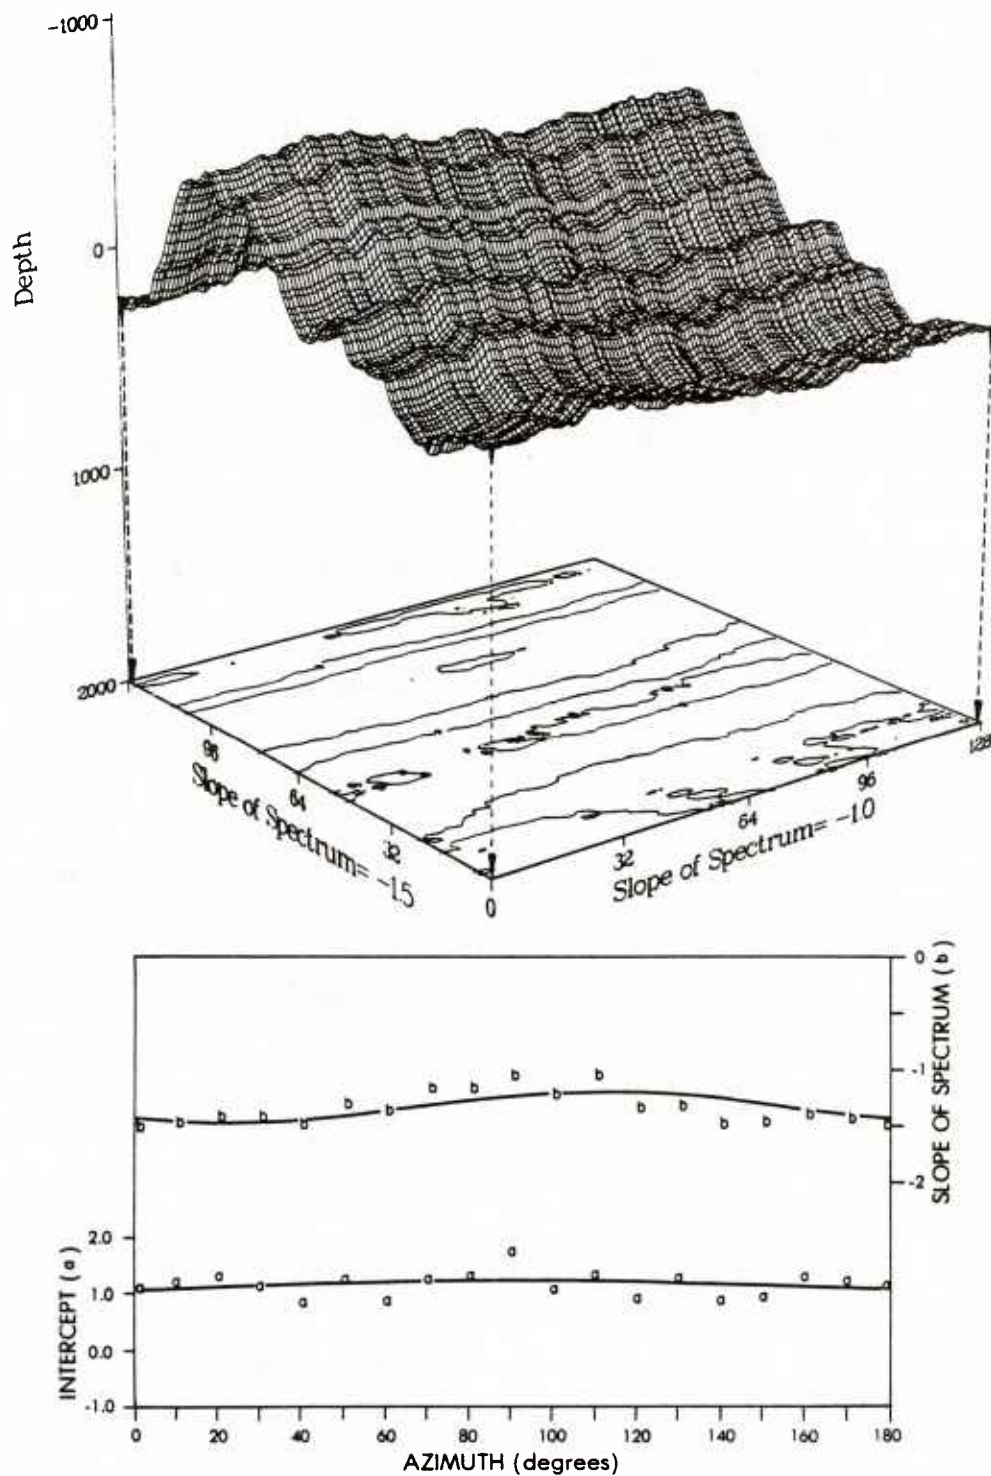 -1000
0
Depth
1000
2000
96
64
32
Slope of Spectrum= -1.5
0
32
64
96
128
Slope of Spectrum= -1.0
0
-1
-2
SLOPE OF SPECTRUM (b)
b b b b b b b b b b b b b b b b b b b
2.0
1.0
0.0
-1.0
INTERCEPT (a)
a a a a a a a a a a a a a a a a a a a
0 20 40 60 80 100 120 140 160 180
AZIMUTH (degrees)